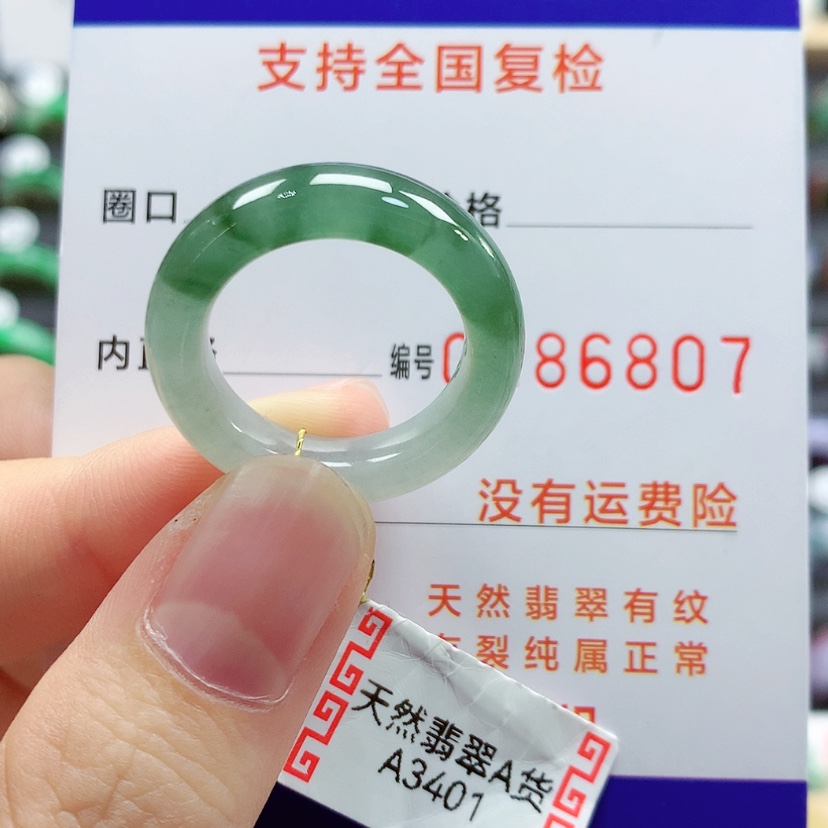 支持全国复检
圈口 格
内
编号 86807
没有运费险
天然翡翠有纹
裂纯属正常
天然翡翠A货
A3401